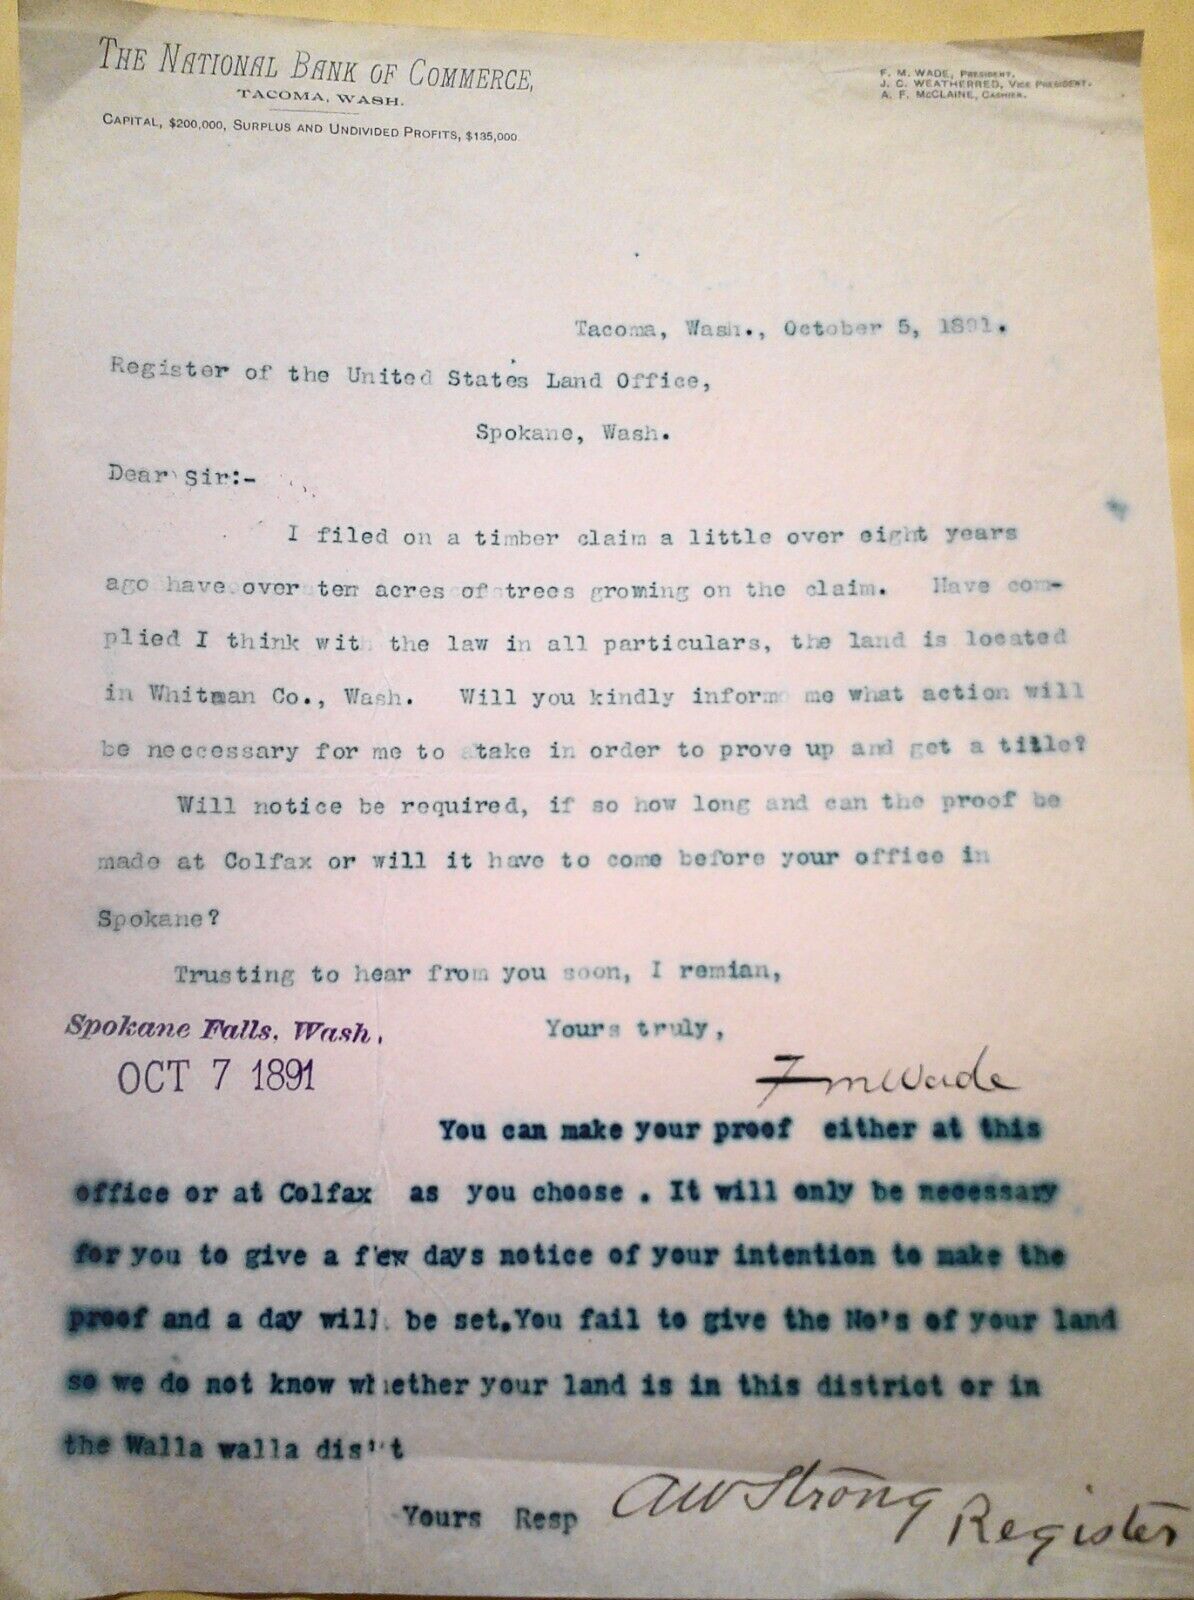 THE NATIONAL BANK OF COMMERCE,
TACOMA, WASH.
CAPITAL, $200,000, SURPLUS AND UNDIVIDED PROFITS, $135,000
F. M. WADE, PRESIDENT.
J. C. WEATHERRED, VICE PRESIDENT.
A. F. McCLAINE, CASHIER.
Tacoma, Wash., October 5, 1891.
Register of the United States Land Office,
Spokane, Wash.
Dear Sir:-
I filed on a timber claim a little over eight years
ago have over ten acres of trees growing on the claim. Have com-
plied I think with the law in all particulars, the land is located
in Whitman Co., Wash. Will you kindly inform me what action will
be neccessary for me to take in order to prove up and get a title?
Will notice be required, if so how long and can the proof be
made at Colfax or will it have to come before your office in
Spokane?
Trusting to hear from you soon, I remian,
Yours truly,
F M Wade
Spokane Falls, Wash,
OCT 7 1891
You can make your proof either at this
office or at Colfax as you choose . It will only be necessary
for you to give a few days notice of your intention to make the
proof and a day will be set.You fail to give the No's of your land
so we do not know whether your land is in this district or in
the Walla walla dis't
Yours Resp A W Strong Register